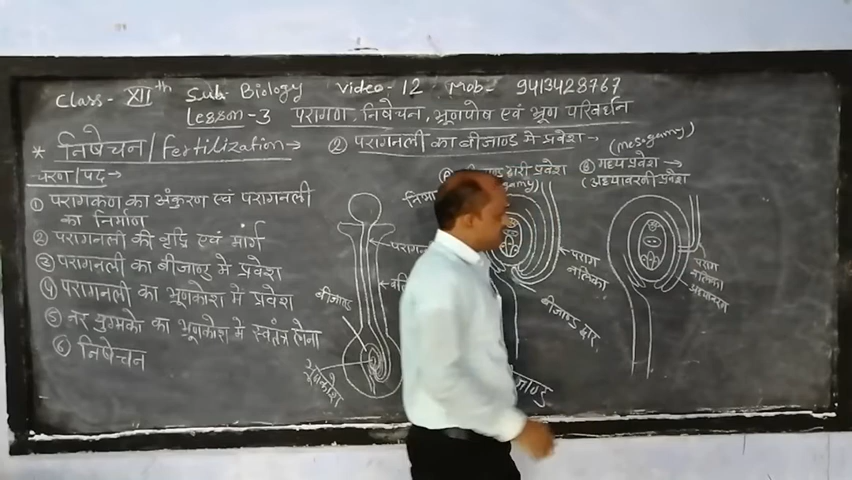 Class- XIIth Sub- Biology Video- 12 Mob- 9413428767
Lesson-3 परागण, निषेचन, भ्रूणपोष एवं भ्रूण परिवर्धन
* निषेचन/fertilization→
② परागनली का बीजाण्ड मे प्रवेश→
(mesogamy)
चरण/पद→
द्वारी प्रवेश
gamy)
Ⓑ मध्य प्रवेश→
(अध्यावरणी प्रवेश
① परागकण का अंकुरण एवं परागनली
का निर्माण
② परागनली की वृद्धि एवं मार्ग
③ परागनली का बीजाण्ड मे प्रवेश
④ परागनली का भ्रूणकोश में प्रवेश
⑤ नर युग्मको का भ्रूणकोश मे स्वतंत्र होना
⑥ निषेचन
बीजाण्ड
भ्रूणकोश
पराग
नलिका
बीजाण्ड द्वार
पराग
नलिका